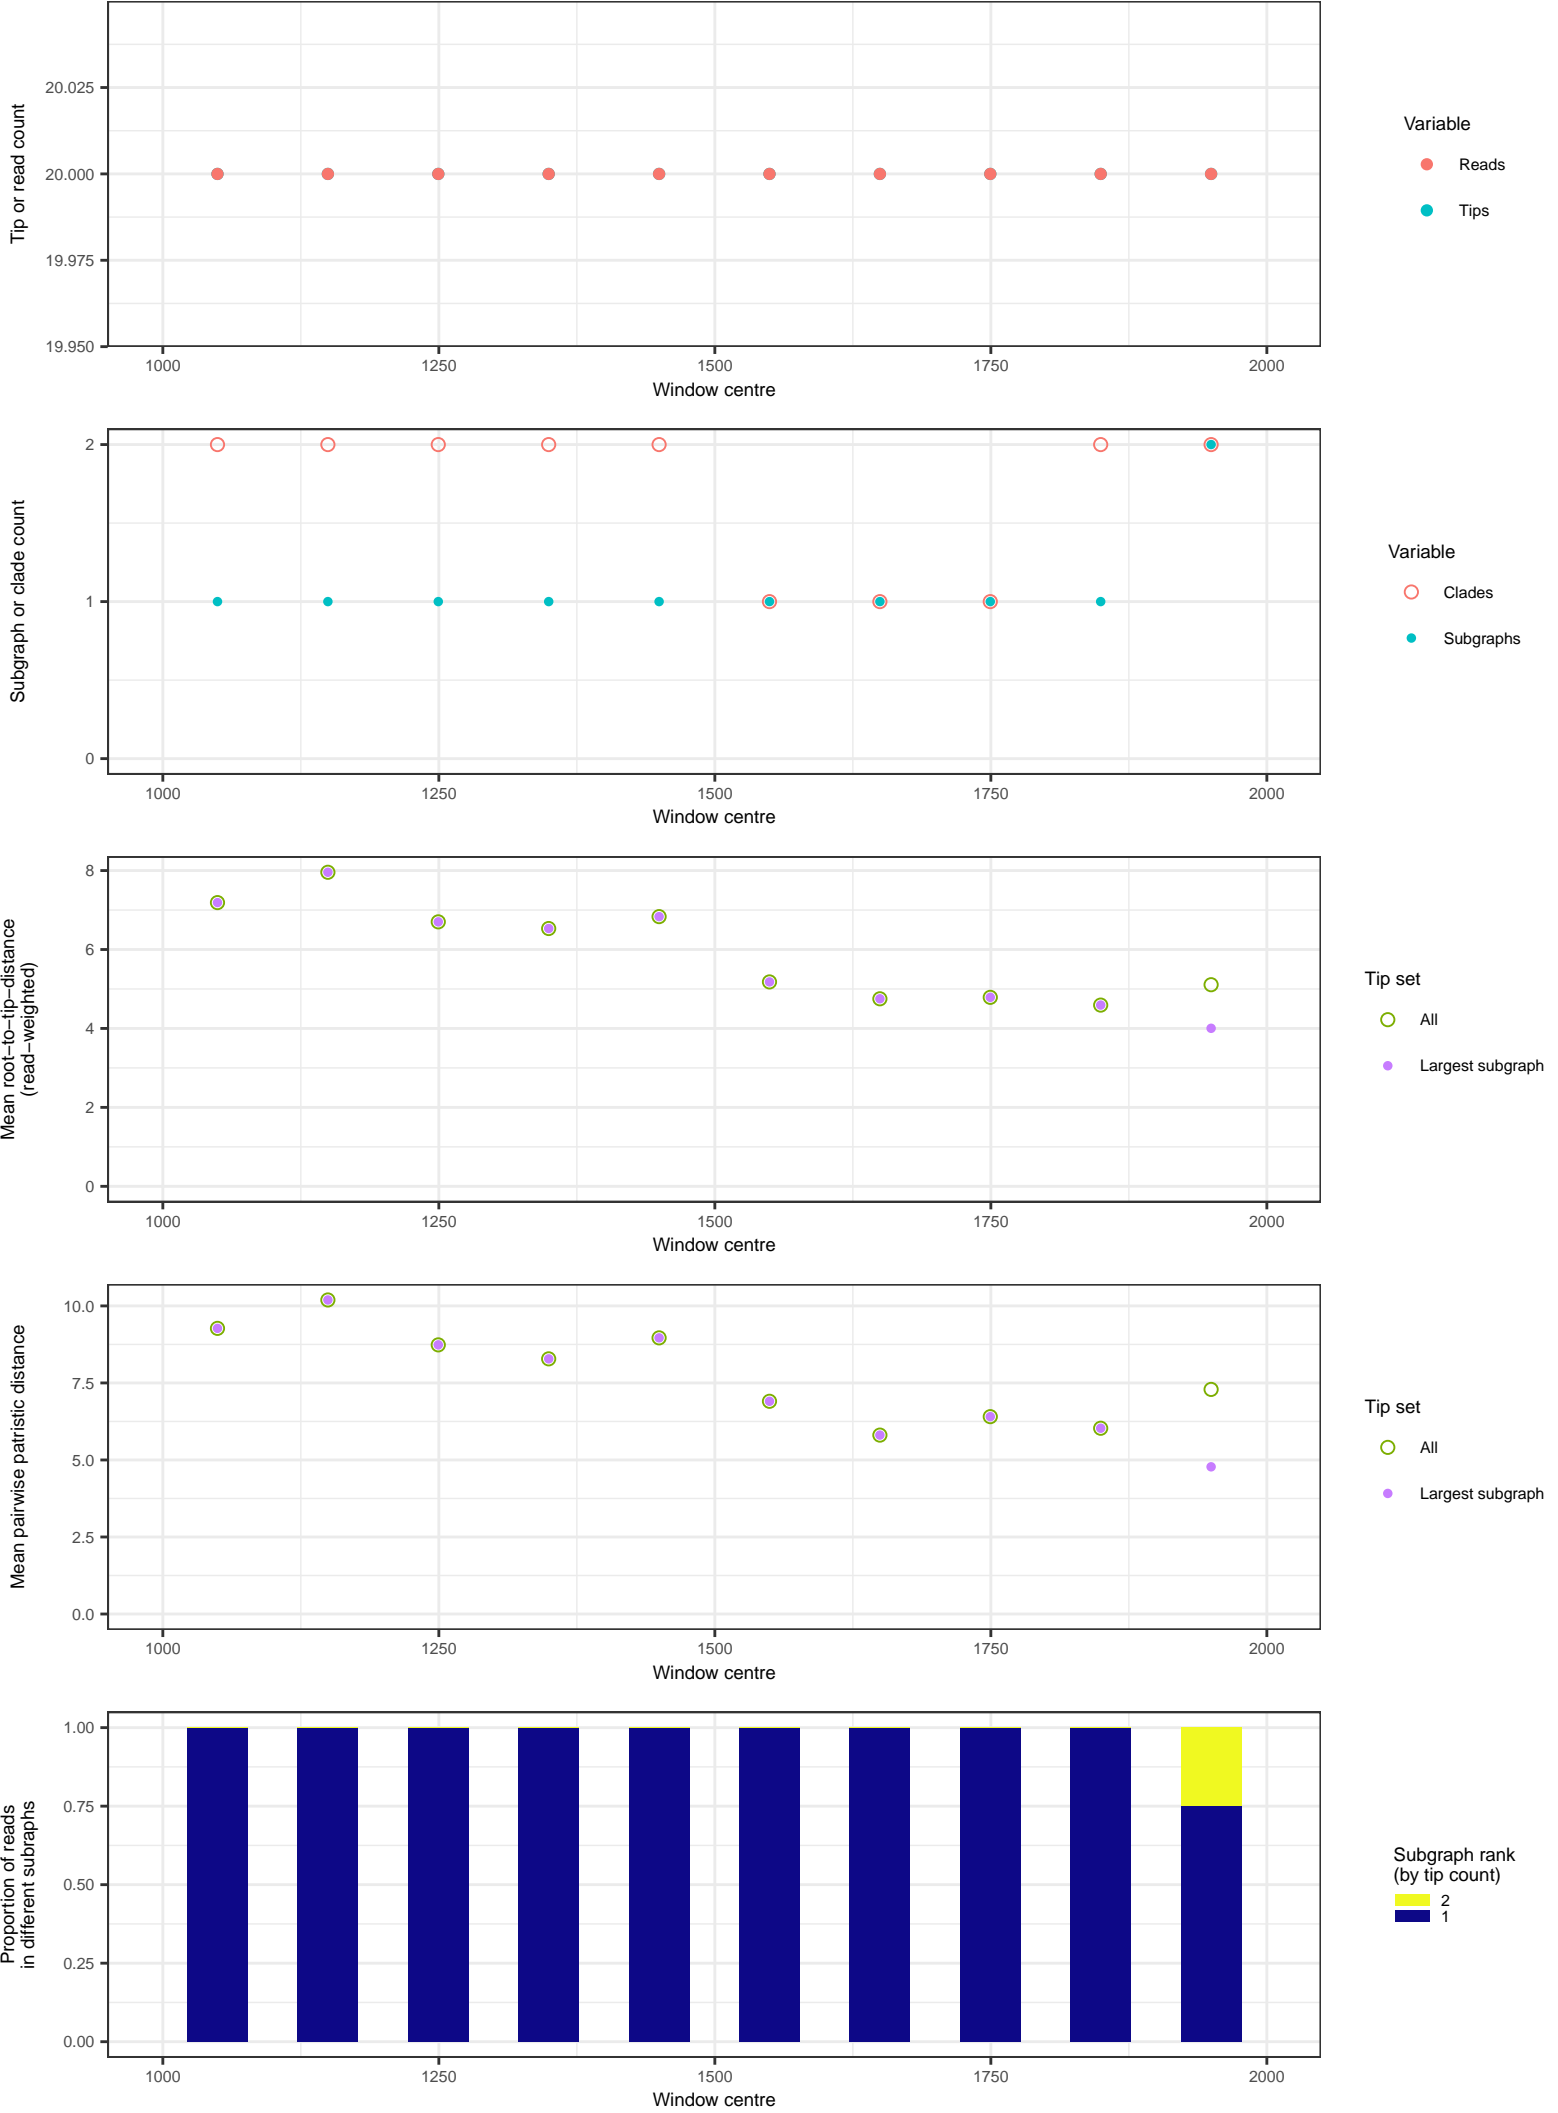 Tip or read count
20.025
20.000
19.975
19.950
1000 1250 1500 1750 2000
Window centre
Variable
Reads
Tips
Subgraph or clade count
2
1
0
1000 1250 1500 1750 2000
Window centre
Variable
Clades
Subgraphs
Mean root−to−tip−distance
(read−weighted)
8
6
4
2
0
1000 1250 1500 1750 2000
Window centre
Tip set
All
Largest subgraph
Mean pairwise patristic distance
10.0
7.5
5.0
2.5
0.0
1000 1250 1500 1750 2000
Window centre
Tip set
All
Largest subgraph
Proportion of reads
in different subraphs
1.00
0.75
0.50
0.25
0.00
1000 1250 1500 1750 2000
Window centre
Subgraph rank
(by tip count)
2
1